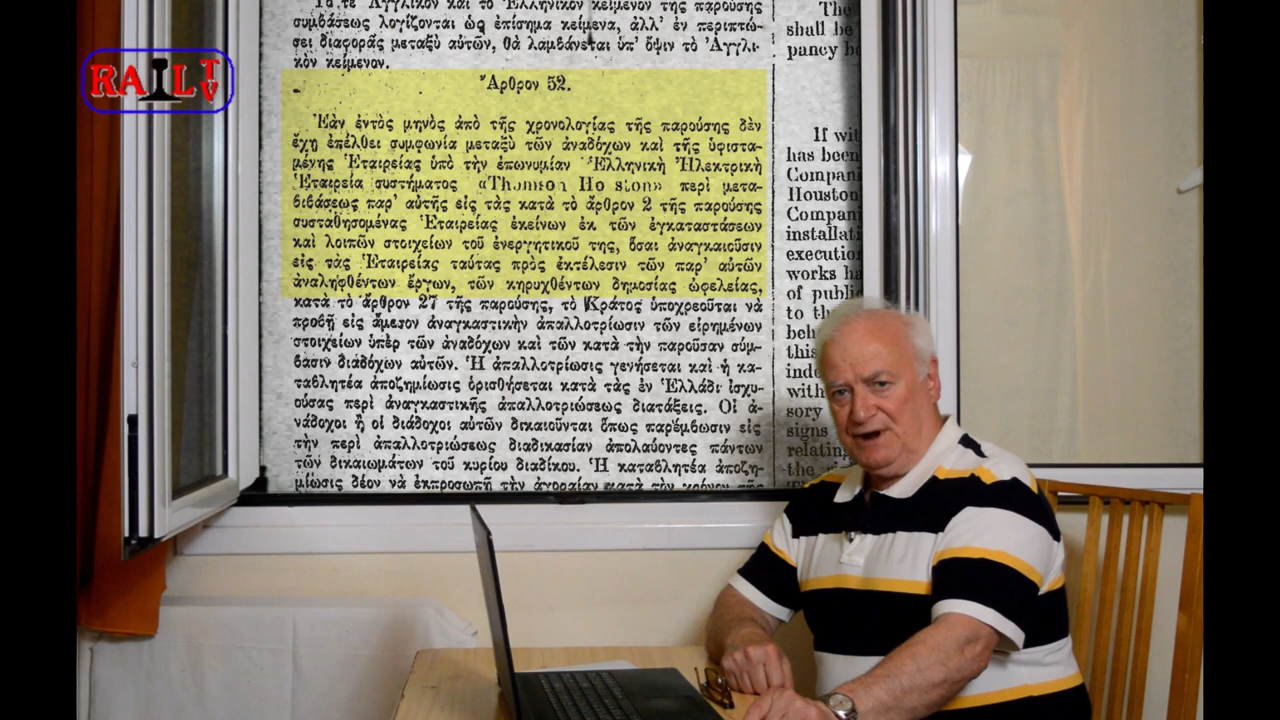 RAIL TV
Τό τε Ἀγγλικὸν καὶ τὸ Ἑλληνικὸν κείμενον τῆς παρούσης
συμβάσεως λογίζονται ὡς ἐπίσημα κείμενα, ἀλλ' ἐν περιπτώ-
σει διαφορᾶς μεταξὺ αὐτῶν, θὰ λαμβάνεται ὑπ' ὄψιν τὸ Ἀγγλι-
κὸν κείμενον.
Ἄρθρον 52.
Ἐὰν ἐντὸς μηνὸς ἀπὸ τῆς χρονολογίας τῆς παρούσης δὲν
ἔχῃ ἐπέλθει συμφωνία μεταξὺ τῶν ἀναδόχων καὶ τῆς ὑφιστα-
μένης Ἑταιρείας ὑπὸ τὴν ἐπωνυμίαν Ἑλληνικὴ Ἠλεκτρικὴ
Ἑταιρεία συστήματος «Thomson Houston» περὶ μετα-
βιβάσεως παρ' αὐτῆς εἰς τὰς κατὰ τὸ ἄρθρον 2 τῆς παρούσης
συσταθησομένας Ἑταιρείας ἐκείνων ἐκ τῶν ἐγκαταστάσεων
καὶ λοιπῶν στοιχείων τοῦ ἐνεργητικοῦ της, ὅσαι ἀναγκαιοῦσιν
εἰς τὰς Ἑταιρείας ταύτας πρὸς ἐκτέλεσιν τῶν παρ' αὐτῶν
ἀναληφθέντων ἔργων, τῶν κηρυχθέντων δημοσίας ὠφελείας,
κατὰ τὸ ἄρθρον 27 τῆς παρούσης, τὸ Κράτος ὑποχρεοῦται νὰ
προβῇ εἰς ἄμεσον ἀναγκαστικὴν ἀπαλλοτρίωσιν τῶν εἰρημένων
στοιχείων ὑπὲρ τῶν ἀναδόχων καὶ τῶν κατὰ τὴν παροῦσαν σύμ-
βασιν διαδόχων αὐτῶν. Ἡ ἀπαλλοτρίωσις γενήσεται καὶ ἡ κα-
ταβλητέα ἀποζημίωσις ὁρισθήσεται κατὰ τὰς ἐν Ἑλλάδι ἰσχυ-
ούσας περὶ ἀναγκαστικῆς ἀπαλλοτριώσεως διατάξεις. Οἱ ἀ-
νάδοχοι ἢ οἱ διάδοχοι αὐτῶν δικαιοῦνται ὅπως παρέμβωσιν εἰς
τὴν περὶ ἀπαλλοτριώσεως διαδικασίαν ἀπολαύοντες πάντων
τῶν δικαιωμάτων τοῦ κυρίου διαδίκου. Ἡ καταβλητέα ἀποζη-
μίωσις δέον νὰ ἐκπροσωπῇ τὴν ἀγοραίαν κατὰ τὸν χρόνον τῆς
The
shall be
pancy be
If wit
has been
Compani
Houston
Compan
installati
execution
works ha
of public
to th
beh
this
inde
with
sory
signs
relating
the